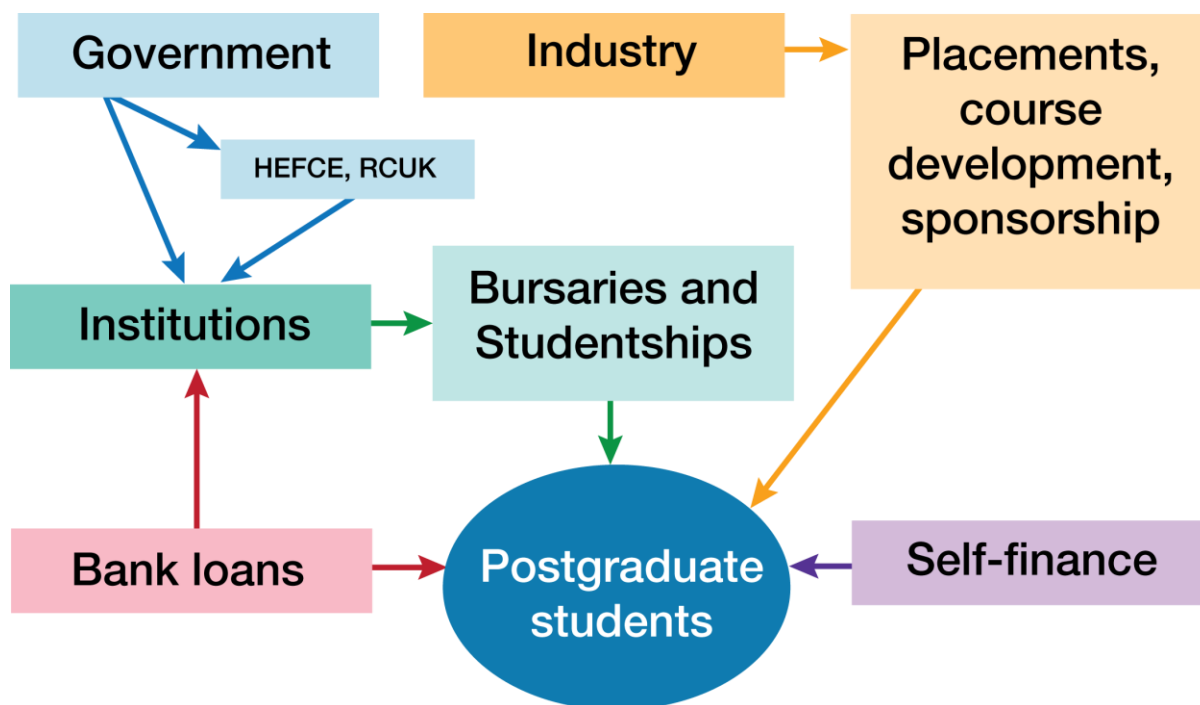 Government
Industry
Placements,
course
development,
sponsorship
HEFCE, RCUK
Institutions
Bursaries and
Studentships
Bank loans
Postgraduate
students
Self-finance